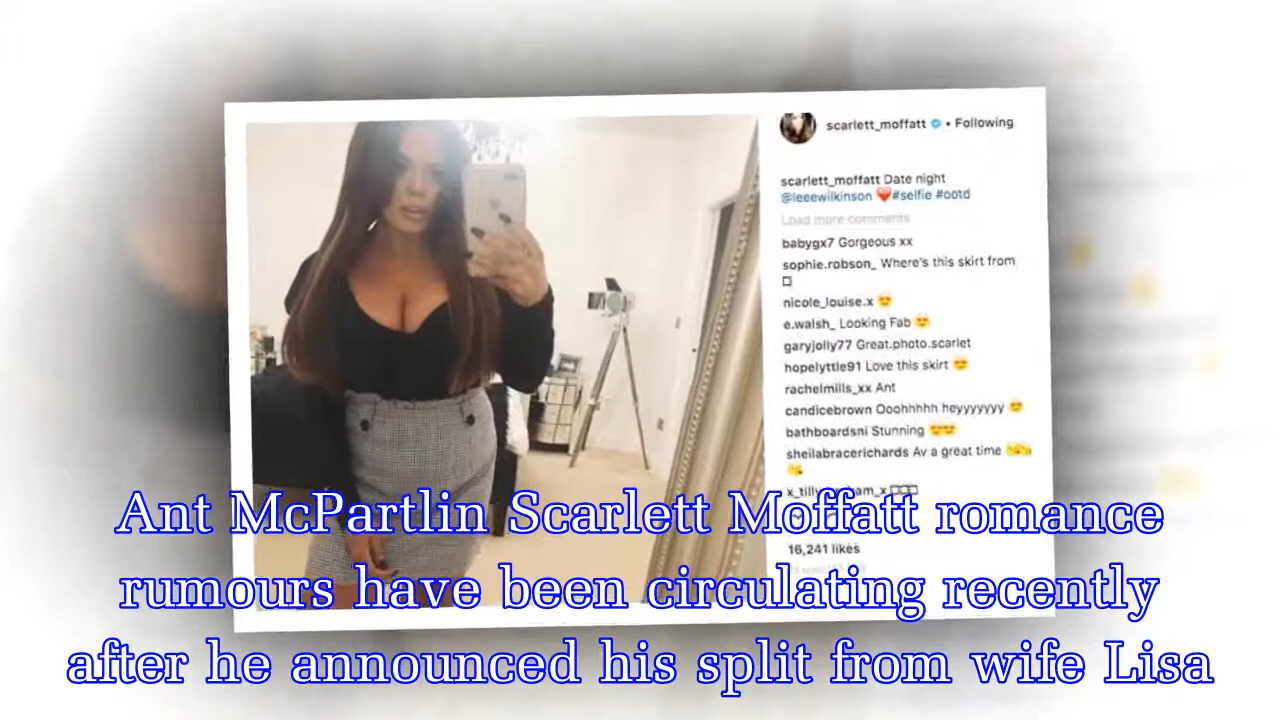 scarlett_moffatt • Following
scarlett_moffatt Date night
@leeewilkinson ❤️#selfie #ootd
Load more comments
babygx7 Gorgeous xx
sophie.robson_ Where's this skirt from
nicole_louise.x 😍
e.walsh_ Looking Fab 😍
garyjolly77 Great.photo.scarlet
hopelyttle91 Love this skirt 😍
rachelmills_xx Ant
candicebrown Ooohhhhh heyyyyyyy 😍
bathboardsni Stunning 😍😍
sheilabracerichards Av a great time 😘😘
😘
16,241 likes
Ant McPartlin Scarlett Moffatt romance
rumours have been circulating recently
after he announced his split from wife Lisa